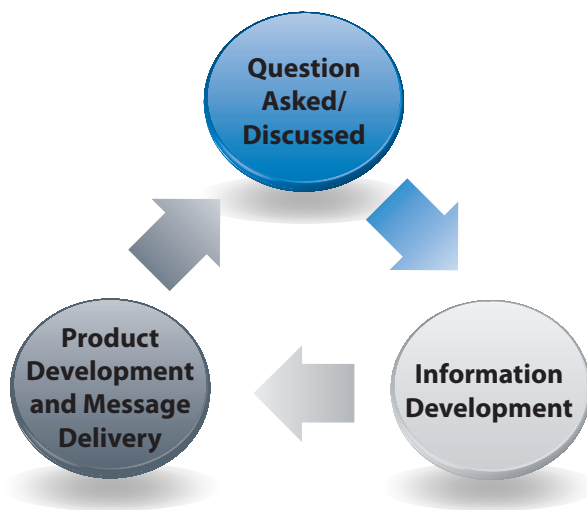 Question
Asked/
Discussed
Information
Development
Product
Development
and Message
Delivery